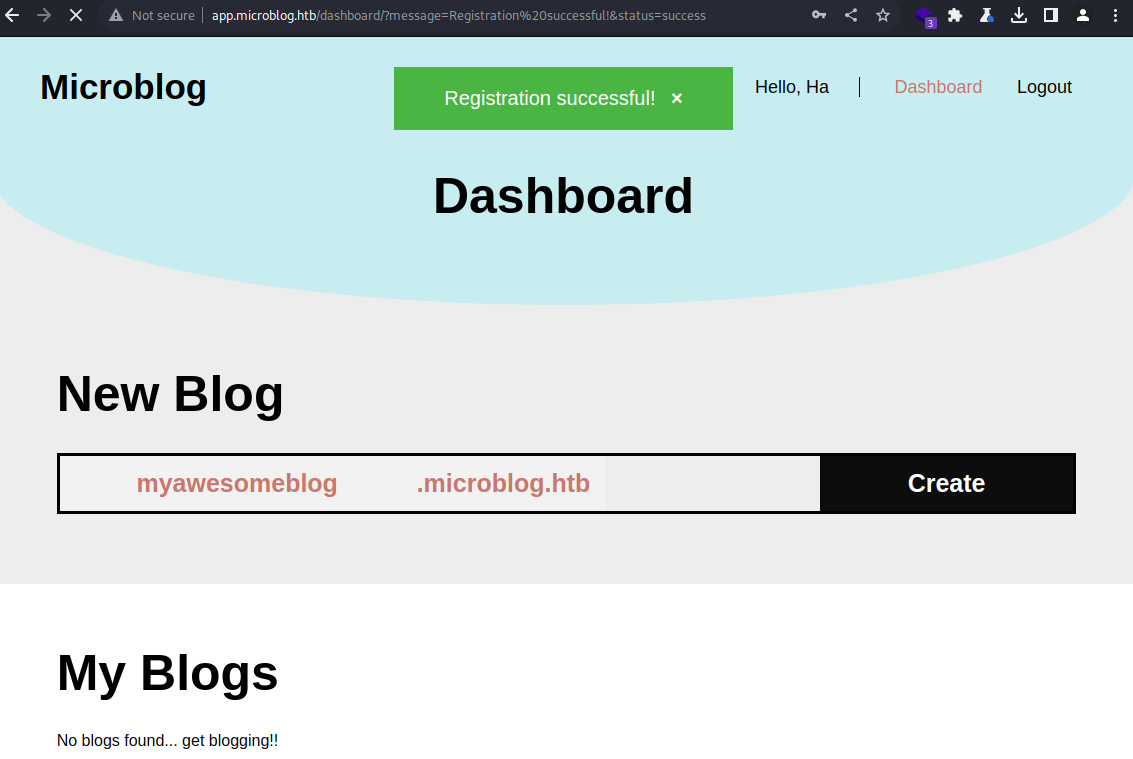 Not secure app.microblog.htb/dashboard/?message=Registration%20successful!&status=success 3
Microblog
Registration successful! ×
Hello, Ha Dashboard Logout
Dashboard
New Blog
myawesomeblog .microblog.htb Create
My Blogs
No blogs found... get blogging!!